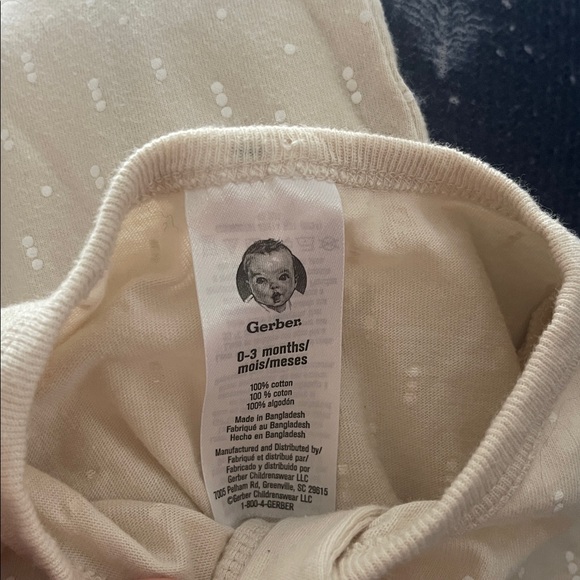 Gerber.
0-3 months/
mois/meses
100% cotton
100 % coton
100% algodón
Made in Bangladesh
Fabriqué au Bangladesh
Hecho en Bangladesh
Manufactured and Distributed by/
Fabriqué et distribué par/
Fabricado y distribuido por
Gerber Childrenswear LLC
7005 Pelham Rd, Greenville, SC 29615
©Gerber Childrenswear LLC
1-800-4-GERBER